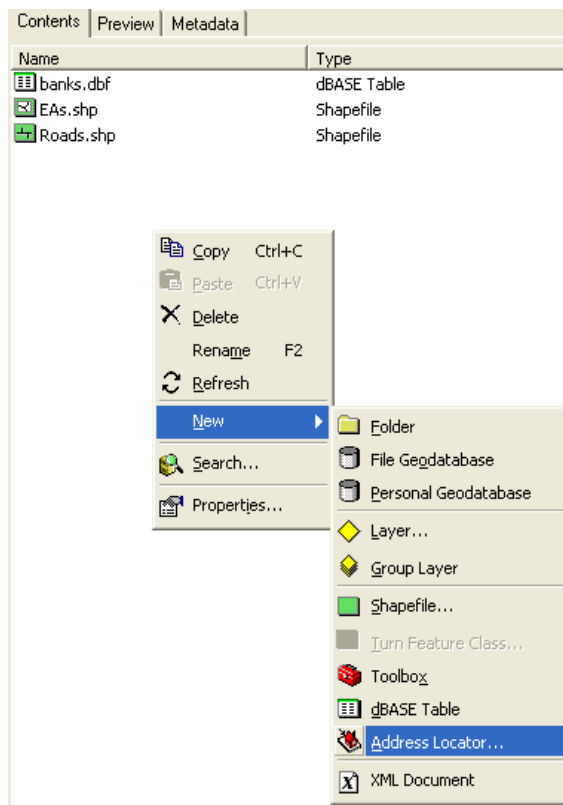 Contents Preview Metadata
Name Type
banks.dbf dBASE Table
EAs.shp Shapefile
Roads.shp Shapefile
Copy Ctrl+C
Paste Ctrl+V
Delete
Rename F2
Refresh
New
Search...
Properties...
Folder
File Geodatabase
Personal Geodatabase
Layer...
Group Layer
Shapefile...
Turn Feature Class...
Toolbox
dBASE Table
Address Locator...
XML Document